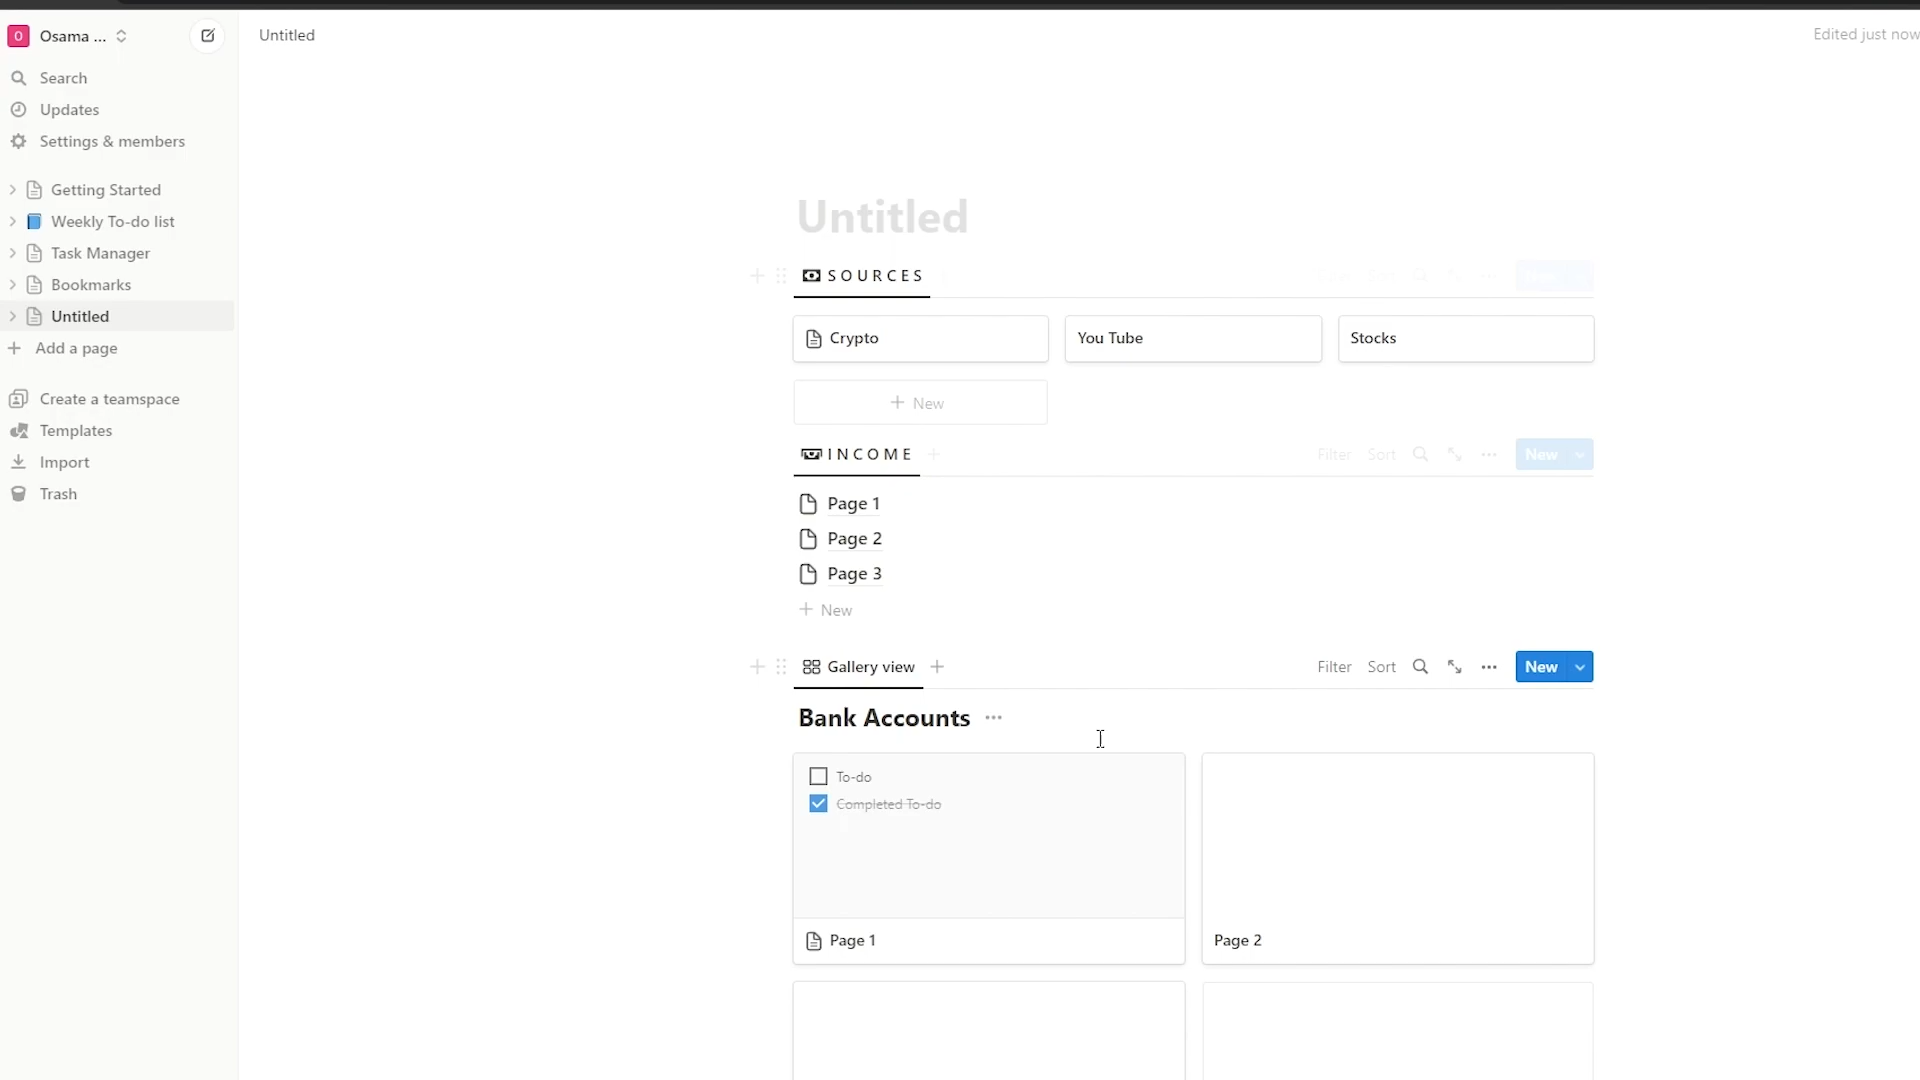 O Osama ...
Untitled
Edited just now
Search
Updates
Settings & members
Getting Started
Weekly To-do list
Task Manager
Bookmarks
Untitled
Add a page
Create a teamspace
Templates
Import
Trash
Untitled
SOURCES
Crypto
You Tube
Stocks
+ New
INCOME +
Filter Sort New
Page 1
Page 2
Page 3
+ New
Gallery view +
Filter Sort New
Bank Accounts ...
To-do
Completed To-do
Page 1
Page 2